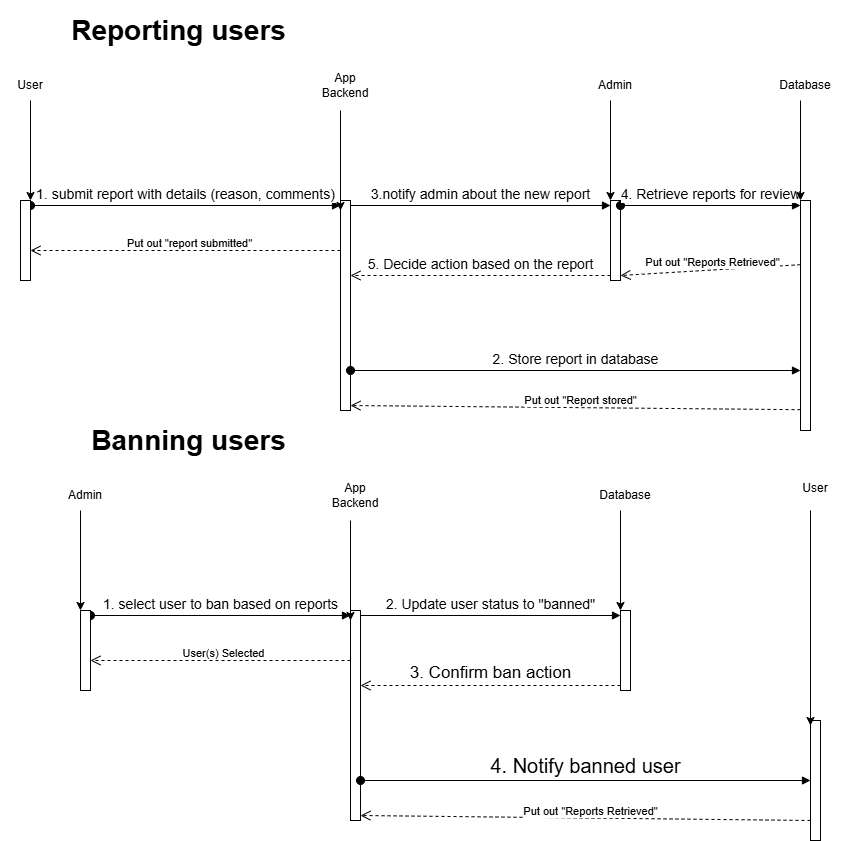 Reporting users
User
App
Backend
Admin
Database
1. submit report with details (reason, comments)
3.notify admin about the new report
4. Retrieve reports for review
Put out "report submitted"
5. Decide action based on the report
Put out "Reports Retrieved"
2. Store report in database
Put out "Report stored"
Banning users
Admin
App
Backend
Database
User
1. select user to ban based on reports
2. Update user status to "banned"
User(s) Selected
3. Confirm ban action
4. Notify banned user
Put out "Reports Retrieved"